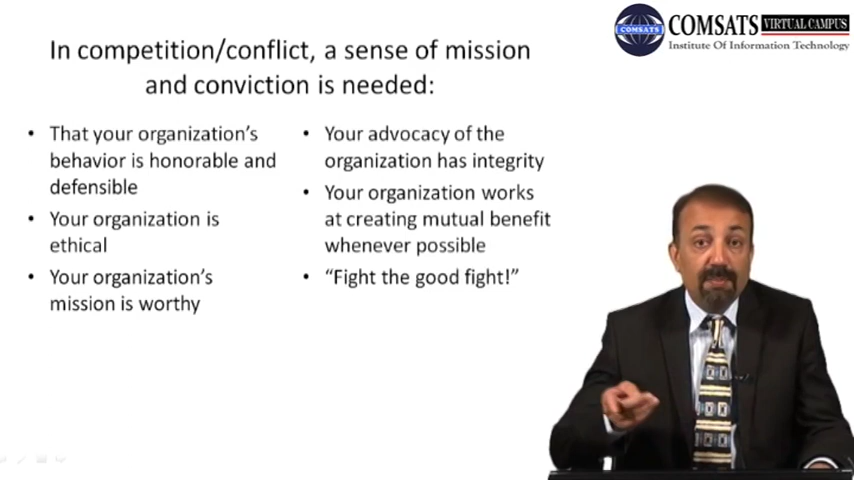 In competition/conflict, a sense of mission
and conviction is needed:
• That your organization's
behavior is honorable and
defensible
• Your organization is
ethical
• Your organization's
mission is worthy
• Your advocacy of the
organization has integrity
• Your organization works
at creating mutual benefit
whenever possible
• “Fight the good fight!”
COMSATS
COMSATS VIRTUAL CAMPUS
Institute Of Information Technology